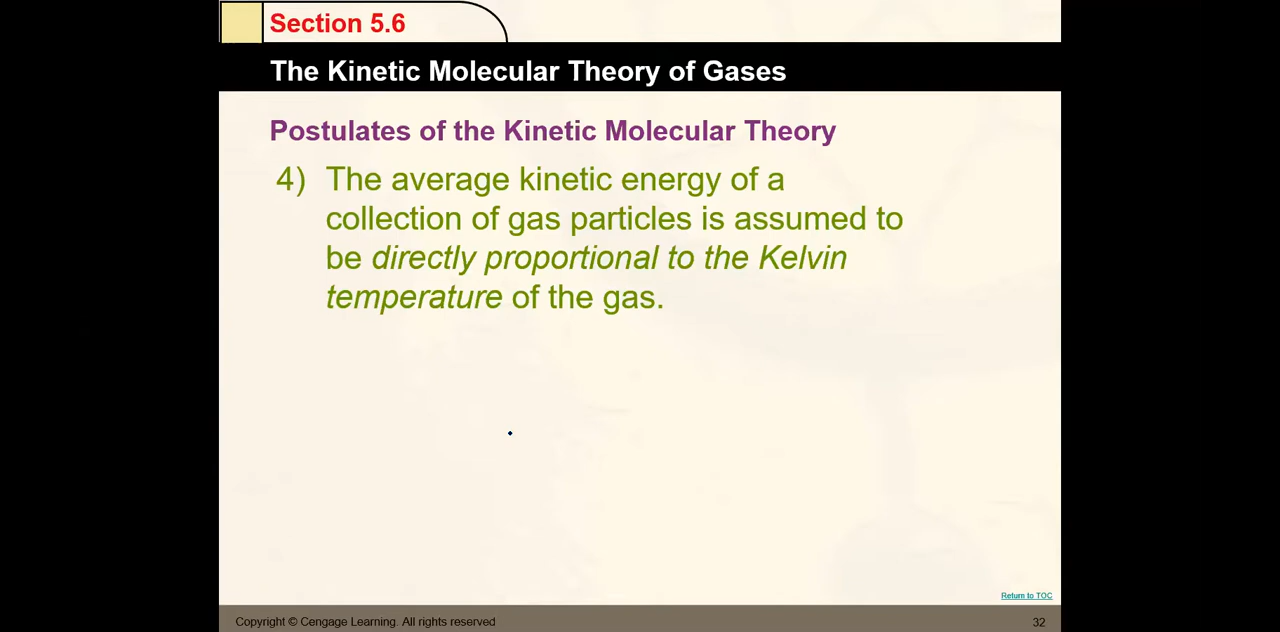 Section 5.6
The Kinetic Molecular Theory of Gases
Postulates of the Kinetic Molecular Theory
4) The average kinetic energy of a
collection of gas particles is assumed to
be directly proportional to the Kelvin
temperature of the gas.
Return to TOC
Copyright © Cengage Learning. All rights reserved 32